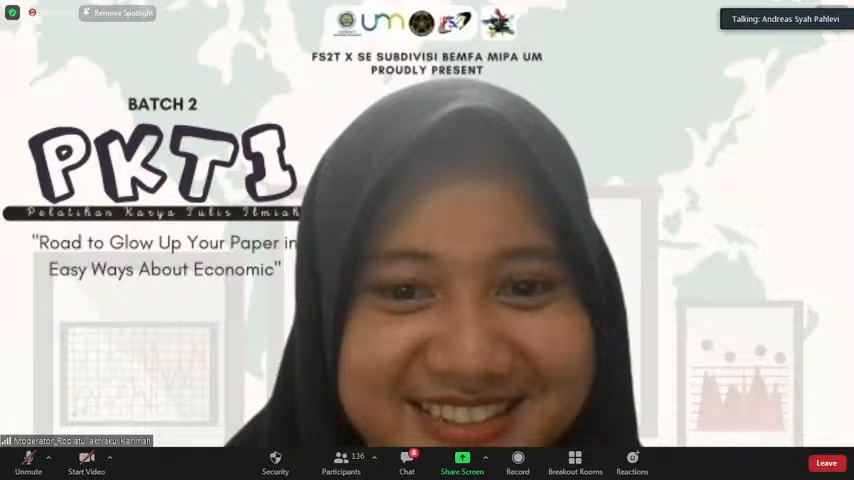 Remove Spotlight
Talking: Andreas Syah Pahlevi
um
FS2T X SE SUBDIVISI BEMFA MIPA UM
PROUDLY PRESENT
BATCH 2
PKTI
Pelatihan Karya Tulis Ilmiah
"Road to Glow Up Your Paper in
Easy Ways About Economic"
Unmute
Start Video
Security
136
Participants
8
Chat
Share Screen
Record
Breakout Rooms
Reactions
Leave